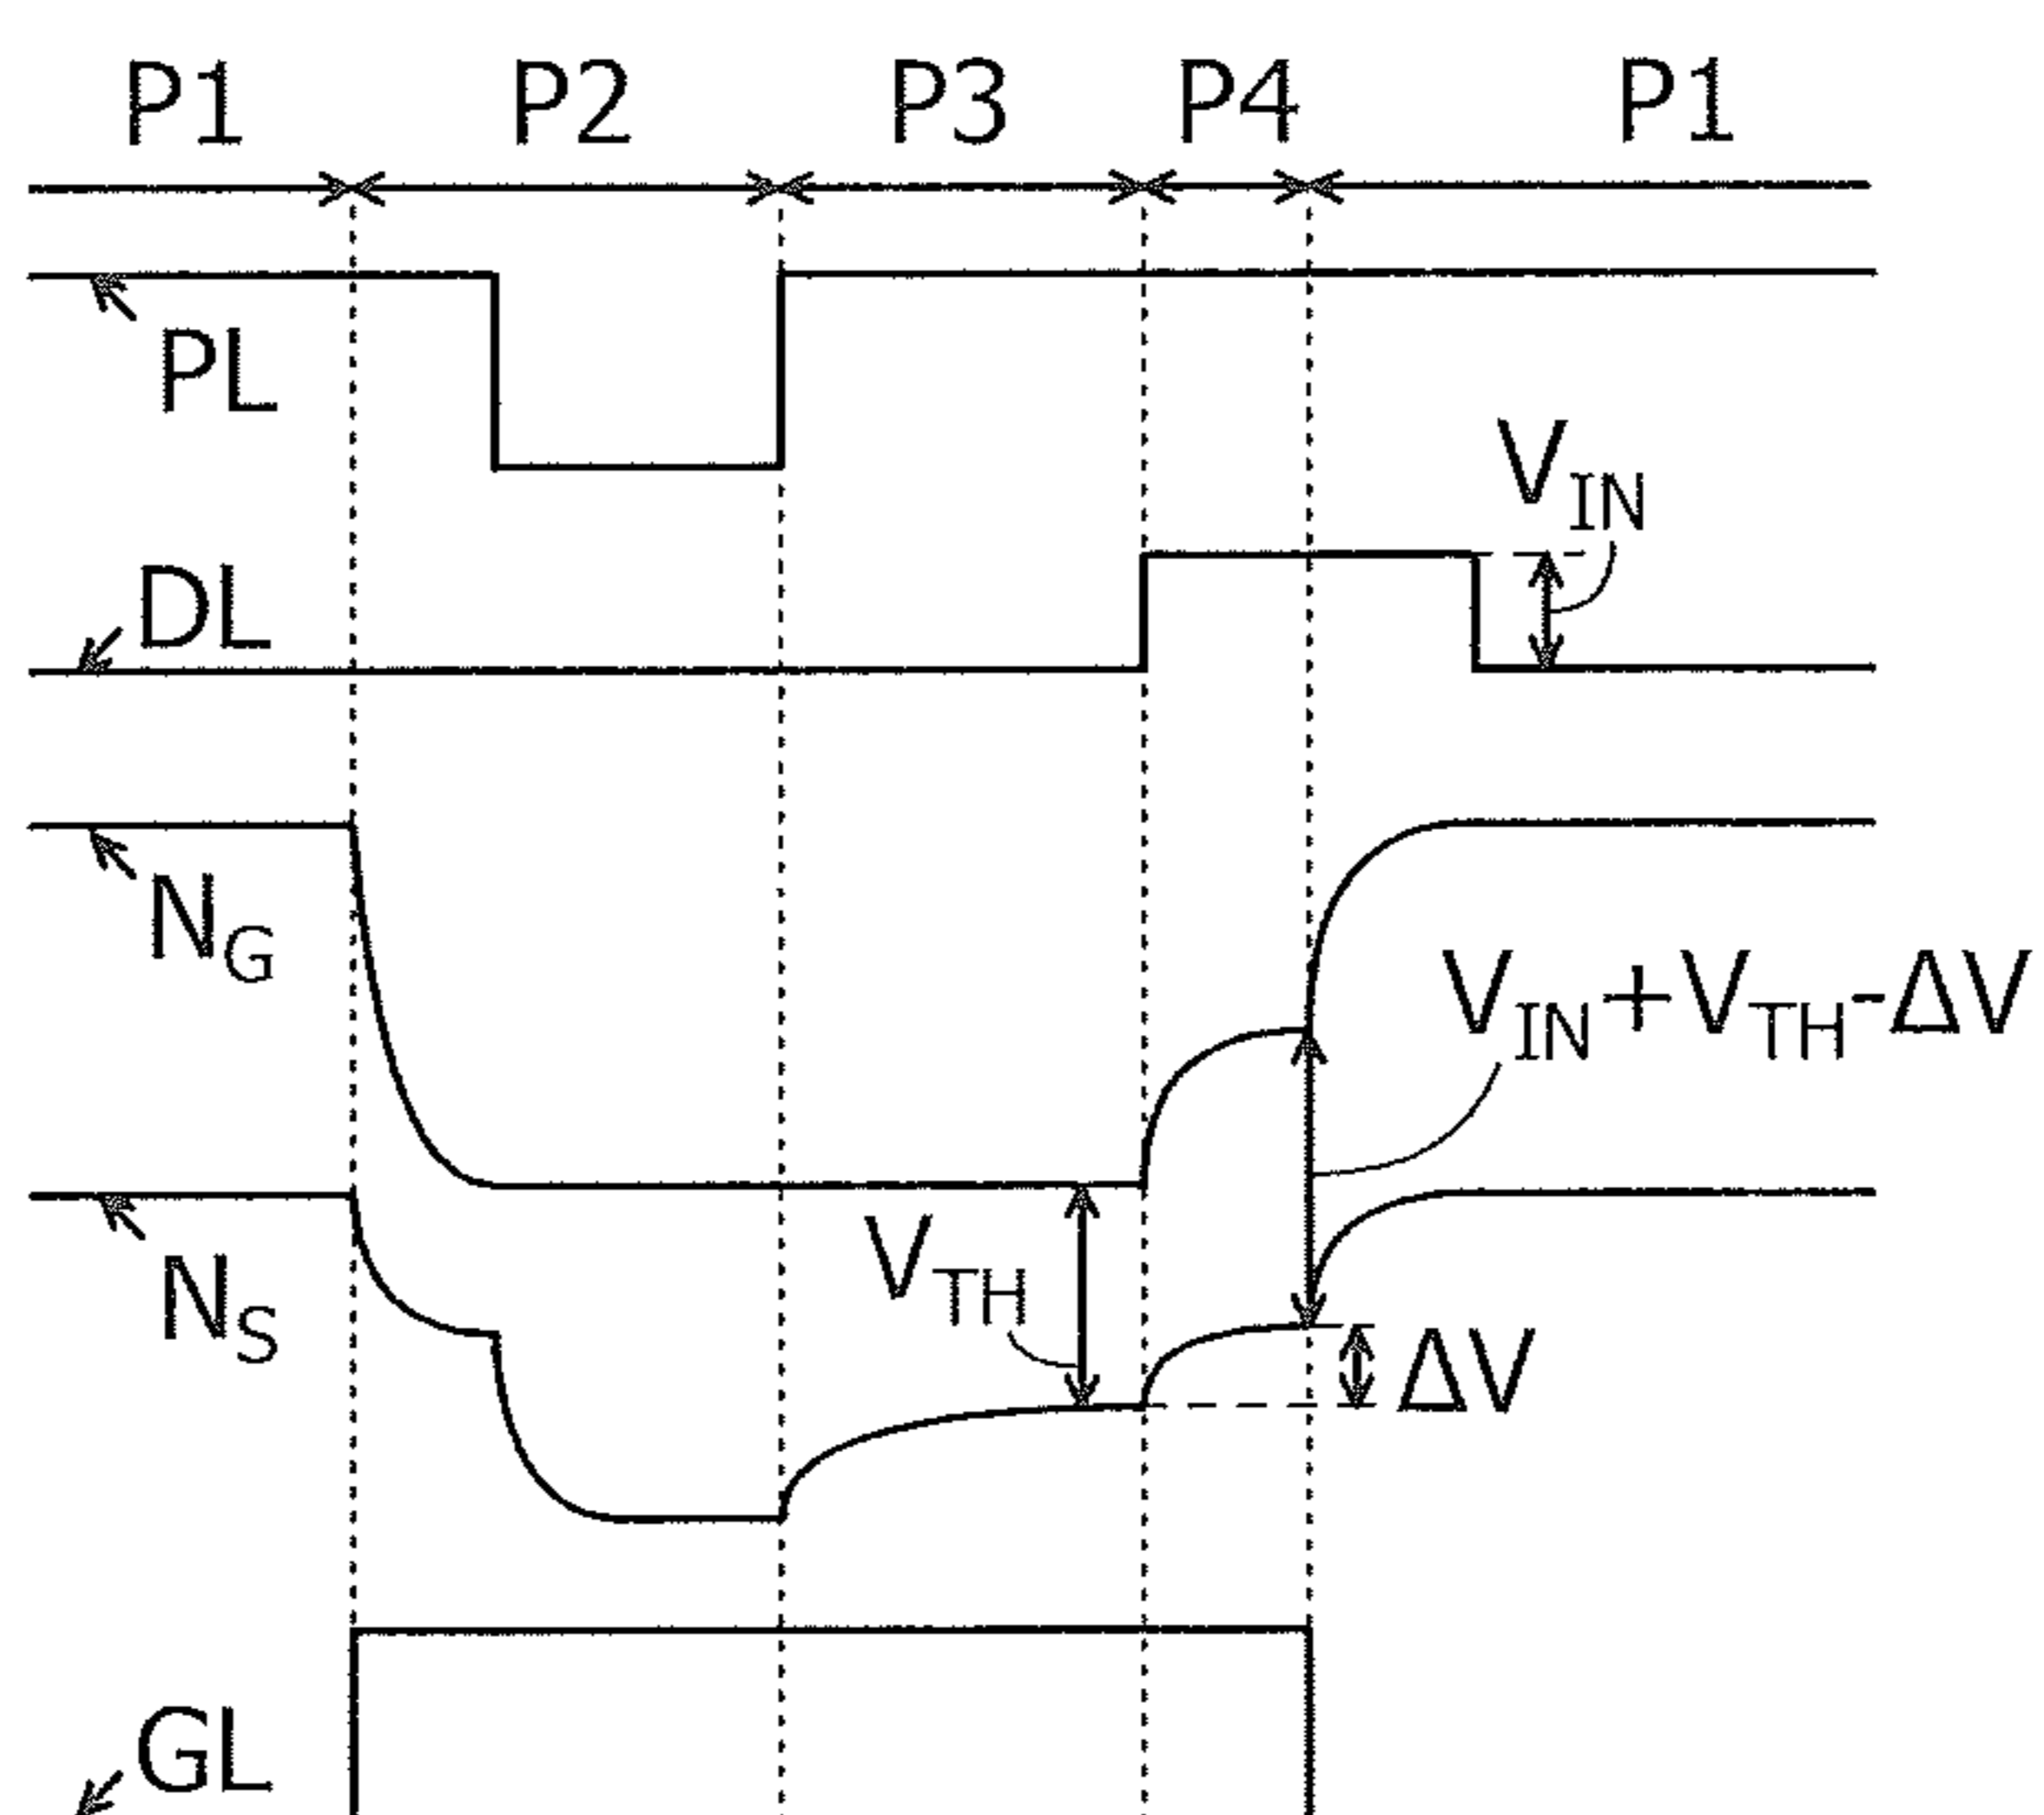 P1 P2 P3 P4 P1
PL
V_IN
DL
N_G
V_IN+V_TH-ΔV
V_TH
N_S
ΔV
GL